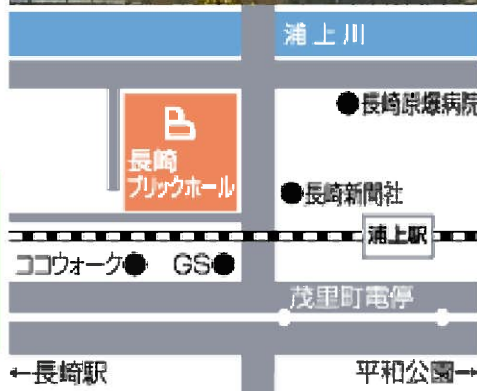 浦上川
●長崎原爆病院
B
長崎
ブリックホール
●長崎新聞社
浦上駅
ココウォーク●
GS●
茂里町電停
←長崎駅
平和公園→